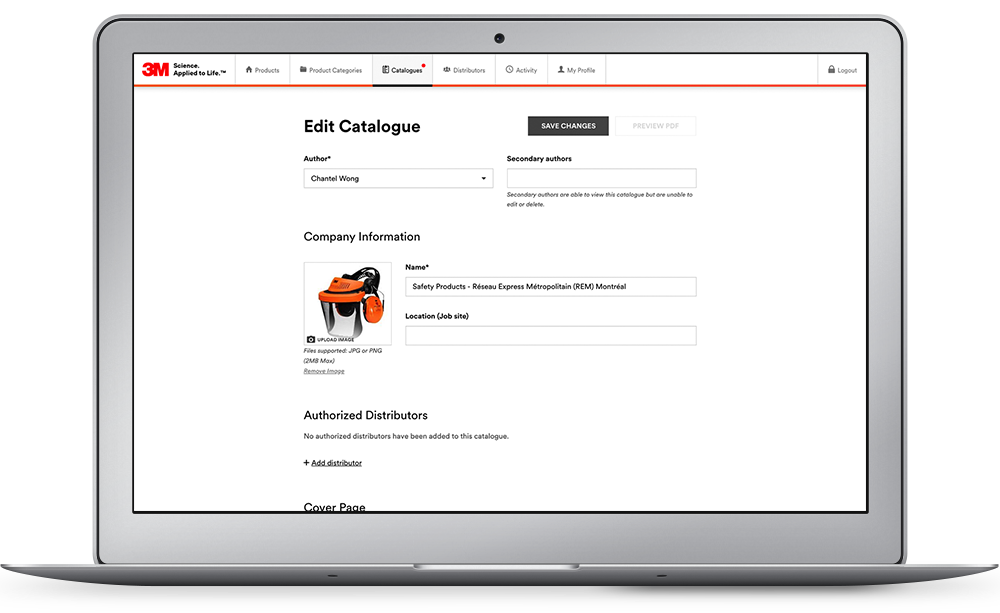 3M Science.
Applied to Life.™
Products
Product Categories
Catalogues
Distributors
Activity
My Profile
Logout
Edit Catalogue
SAVE CHANGES
PREVIEW PDF
Author*
Secondary authors
Chantel Wong
Secondary authors are able to view this catalogue but are unable to
edit or delete.
Company Information
Name*
Safety Products - Réseau Express Métropolitain (REM) Montréal
Location (Job site)
UPLOAD IMAGE
Files supported: JPG or PNG
(2MB Max)
Remove Image
Authorized Distributors
No authorized distributors have been added to this catalogue.
+ Add distributor
Cover Page